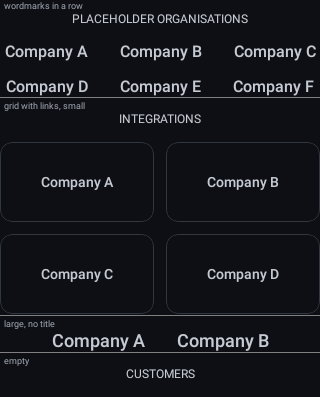 wordmarks in a row
PLACEHOLDER ORGANISATIONS
Company A Company B Company C
Company D Company E Company F
grid with links, small
INTEGRATIONS
Company A Company B
Company C Company D
large, no title
Company A Company B
empty
CUSTOMERS